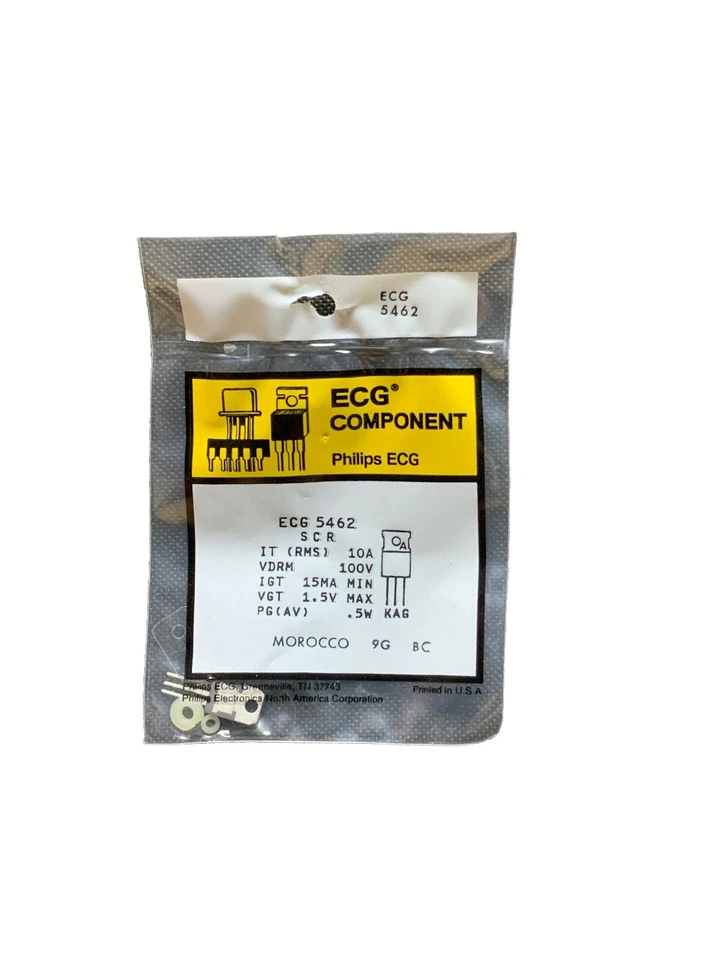 ECG
5462
ECG®
COMPONENT
Philips ECG
ECG 5462
SCR
IT (RMS) 10A
VDRM 100V
IGT 15MA MIN
VGT 1.5V MAX
PG(AV) .5W KAG
A
MOROCCO 9G BC
Philips ECG, Greeneville, TN 37743
Philips Electronics North America Corporation
Printed in U.S.A